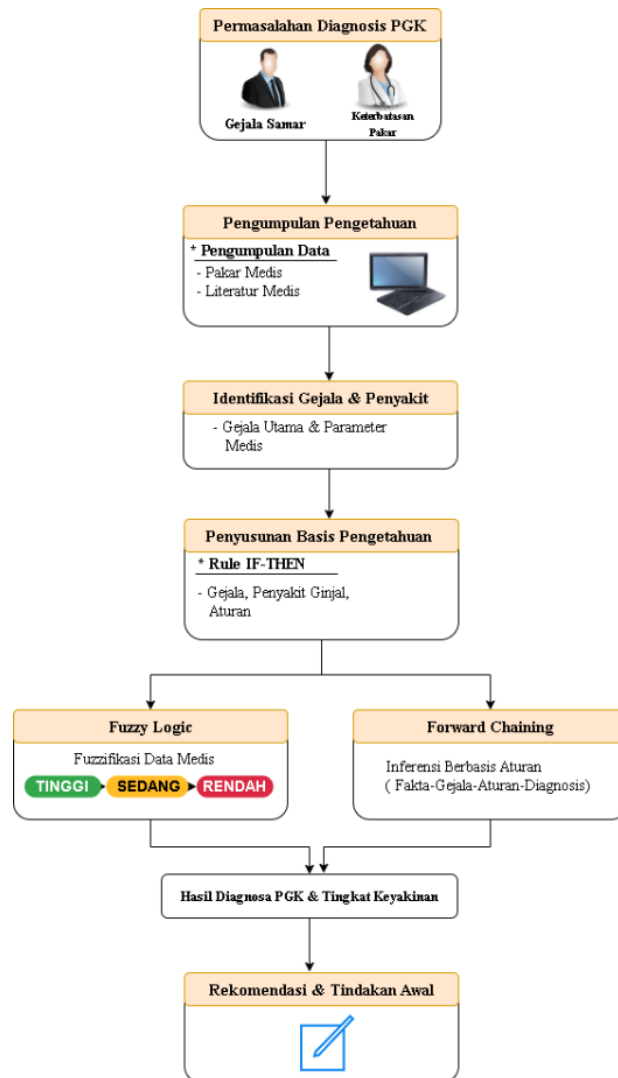 Permasalahan Diagnosis PGK
Gejala Samar
Keterbatasan
Pakar
Pengumpulan Pengetahuan
* Pengumpulan Data
- Pakar Medis
- Literatur Medis
Identifikasi Gejala & Penyakit
- Gejala Utama & Parameter
Medis
Penyusunan Basis Pengetahuan
* Rule IF-THEN
- Gejala, Penyakit Ginjal,
Aturan
Fuzzy Logic
Fuzzifikasi Data Medis
TINGGI SEDANG RENDAH
Forward Chaining
Inferensi Berbasis Aturan
( Fakta-Gejala-Aturan-Diagnosis)
Hasil Diagnosa PGK & Tingkat Keyakinan
Rekomendasi & Tindakan Awal